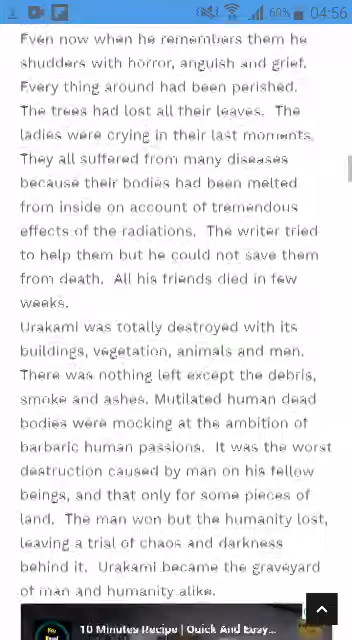 60% 04:56
Even now when he remembers them he
shudders with horror, anguish and grief.
Every thing around had been perished.
The trees had lost all their leaves. The
ladies were crying in their last moments.
They all suffered from many diseases
because their bodies had been melted
from inside on account of tremendous
effects of the radiations. The writer tried
to help them but he could not save them
from death. All his friends died in few
weeks.
Urakami was totally destroyed with its
buildings, vegetation, animals and men.
There was nothing left except the debris,
smoke and ashes. Mutilated human dead
bodies were mocking at the ambition of
barbaric human passions. It was the worst
destruction caused by man on his fellow
beings, and that only for some pieces of
land. The man won but the humanity lost,
leaving a trial of chaos and darkness
behind it. Urakami became the graveyard
of man and humanity alike.
10 Minutes Recipe | Quick And Easy...